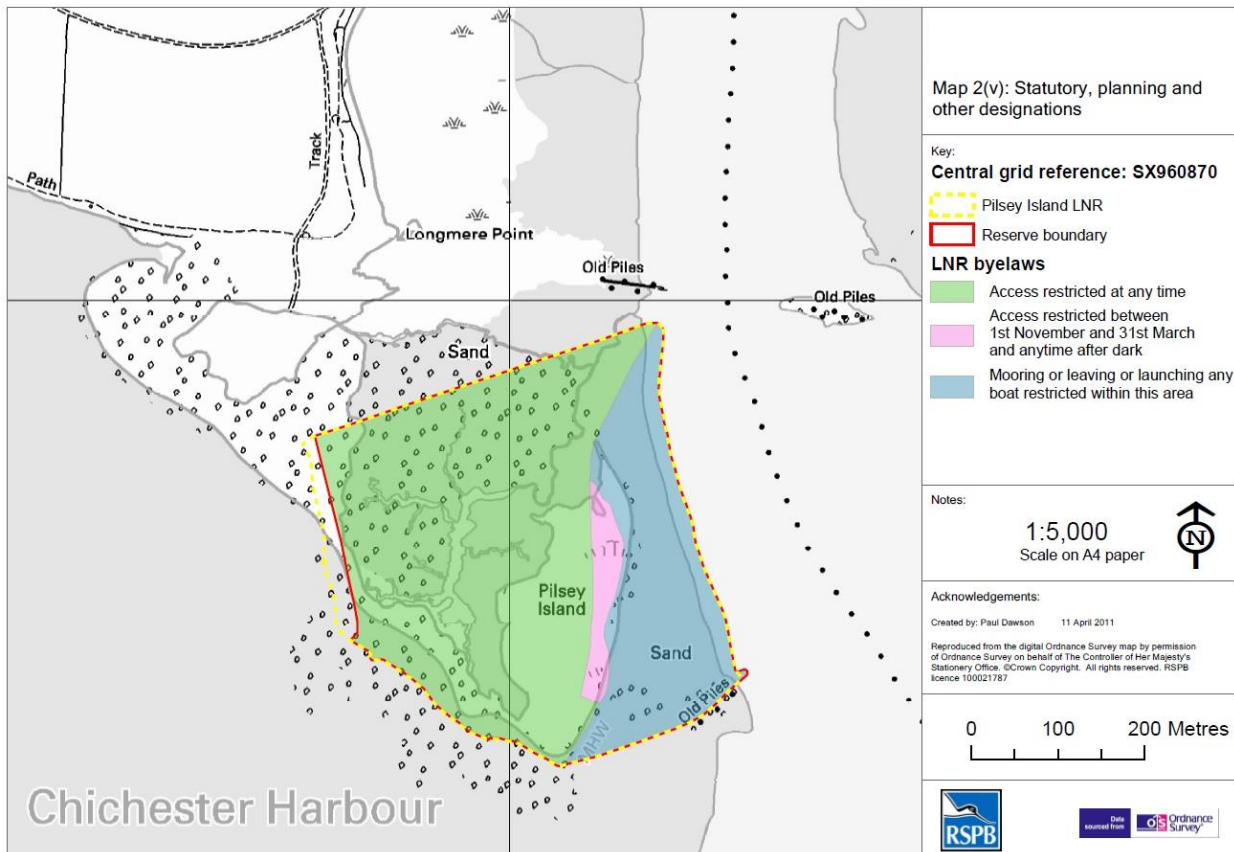 Path
Track
Longmere Point
Old Piles
Old Piles
Sand
Pilsey
Island
Sand
Old Piles
MHW
Chichester Harbour
Map 2(v): Statutory, planning and
other designations
Key:
Central grid reference: SX960870
Pilsey Island LNR
Reserve boundary
LNR byelaws
Access restricted at any time
Access restricted between
1st November and 31st March
and anytime after dark
Mooring or leaving or launching any
boat restricted within this area
Notes:
1:5,000
Scale on A4 paper
N
Acknowledgements:
Created by: Paul Dawson 11 April 2011
Reproduced from the digital Ordnance Survey map by permission
of Ordnance Survey on behalf of The Controller of Her Majesty's
Stationery Office. ©Crown Copyright. All rights reserved. RSPB
licence 100021787
0 100 200 Metres
RSPB
Data
sourced from
OS Ordnance
Survey